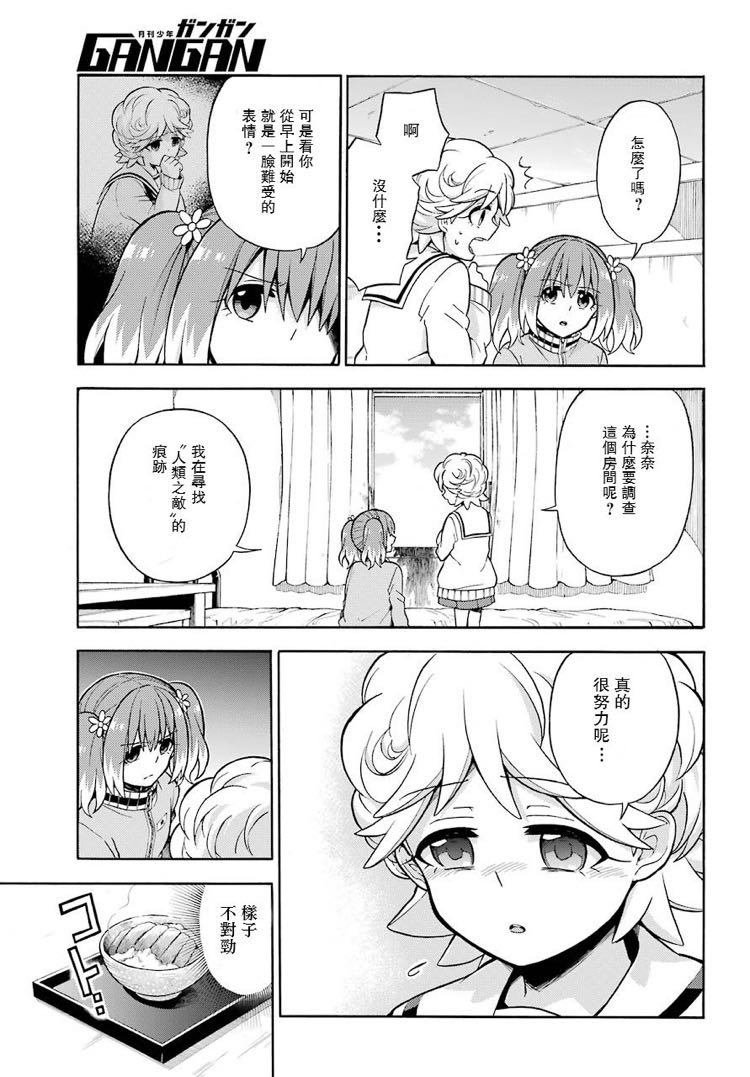 月刊少年ガンガン
GANGAN
怎麼了嗎?
啊
沒什麼…
可是看你
從早上開始
就是一臉難受的
表情?
…奈奈
為什麼要調查
這個房間呢?
我在尋找
〝人類之敵〞的
痕跡
真的
很努力呢…
樣子
不對勁
コト…